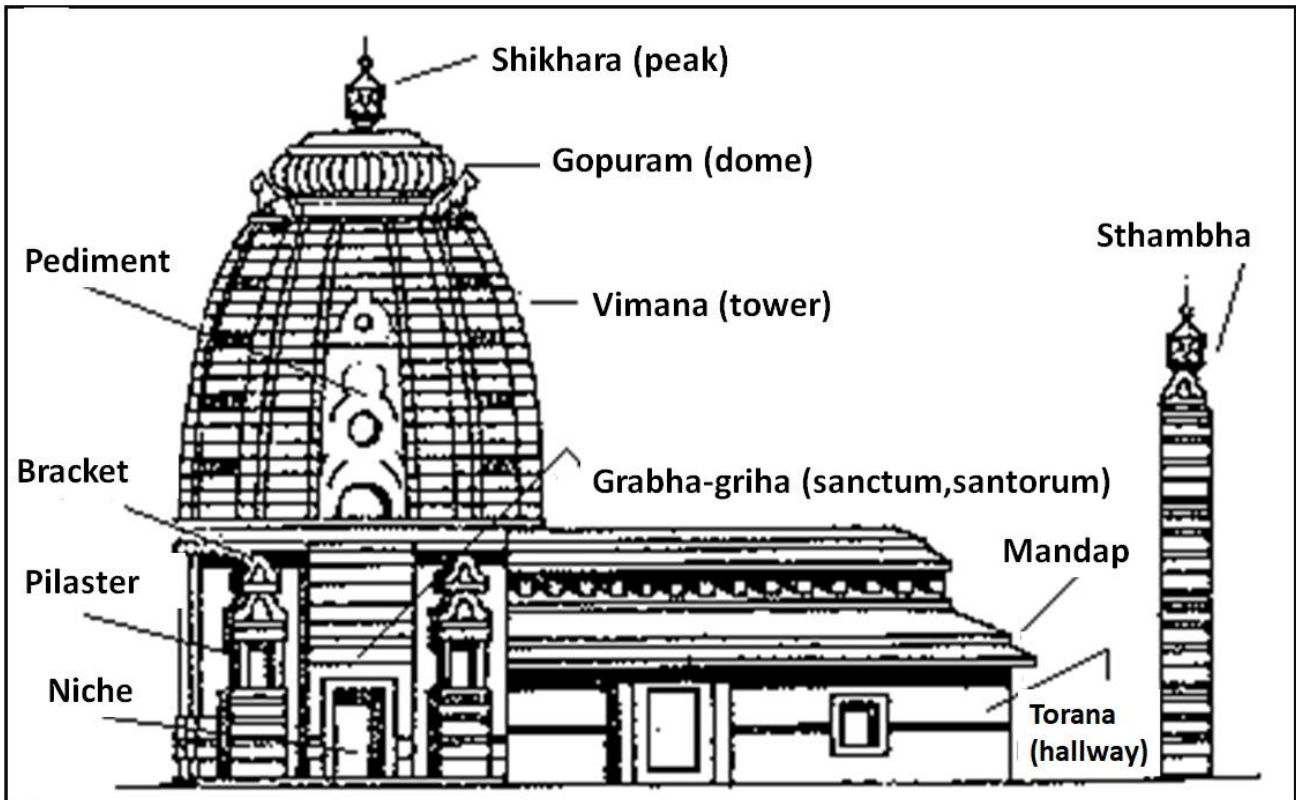 Shikhara (peak)
Gopuram (dome)
Sthambha
Pediment
Vimana (tower)
Bracket
Grabha-griha (sanctum,santorum)
Mandap
Pilaster
Niche
Torana
(hallway)